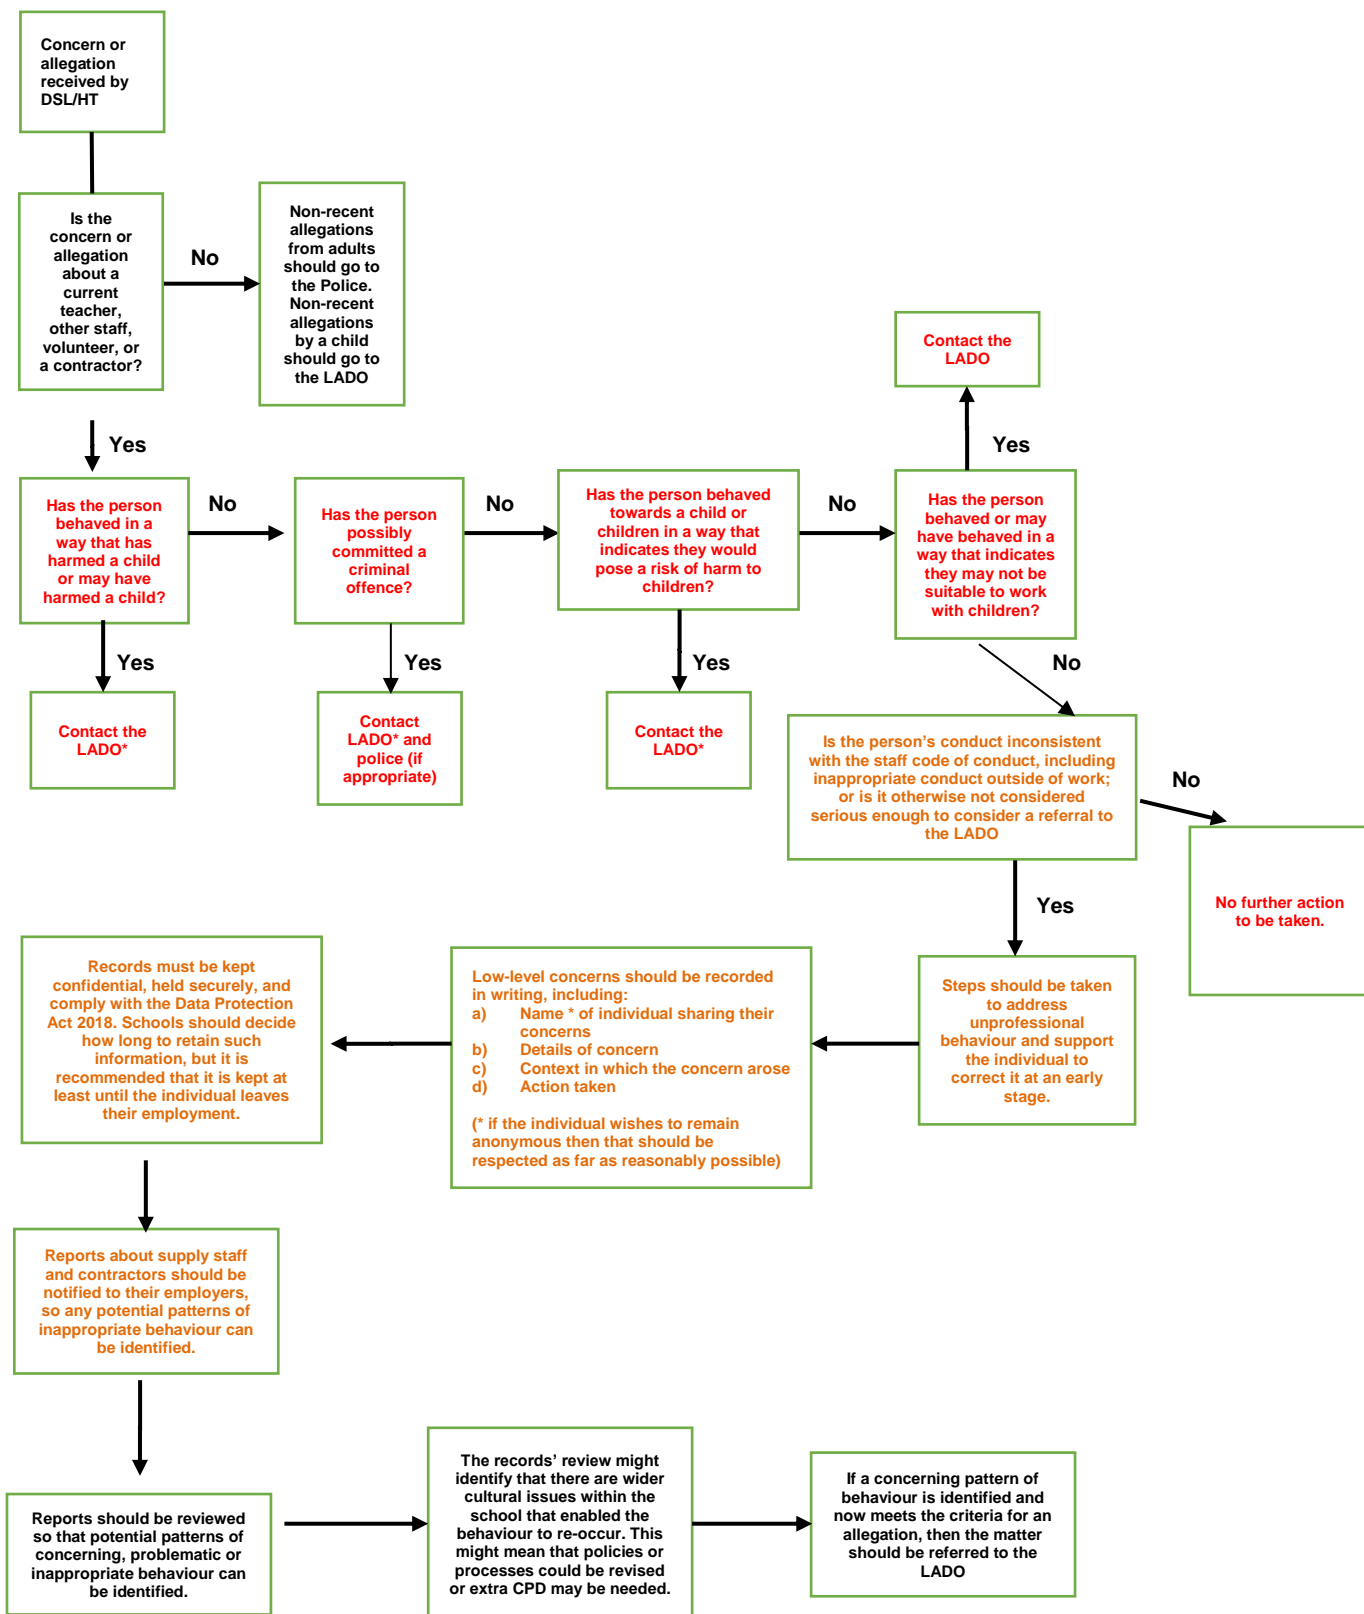 Concern or
allegation
received by
DSL/HT
Is the
concern or
allegation
about a
current
teacher,
other staff,
volunteer, or
a contractor?
No
Non-recent
allegations
from adults
should go to
the Police.
Non-recent
allegations
by a child
should go to
the LADO
Contact the
LADO
Yes
Yes
Has the person
behaved in a
way that has
harmed a child
or may have
harmed a child?
No
Has the person
possibly
committed a
criminal
offence?
No
Has the person behaved
towards a child or
children in a way that
indicates they would
pose a risk of harm to
children?
No
Has the person
behaved or may
have behaved in a
way that indicates
they may not be
suitable to work
with children?
Yes
Yes
Yes
No
Contact the
LADO*
Contact
LADO* and
police (if
appropriate)
Contact the
LADO*
Is the person’s conduct inconsistent
with the staff code of conduct, including
inappropriate conduct outside of work;
or is it otherwise not considered
serious enough to consider a referral to
the LADO
No
No further action
to be taken.
Yes
Steps should be taken
to address
unprofessional
behaviour and support
the individual to
correct it at an early
stage.
Low-level concerns should be recorded
in writing, including:
a) Name * of individual sharing their
concerns
b) Details of concern
c) Context in which the concern arose
d) Action taken
(* if the individual wishes to remain
anonymous then that should be
respected as far as reasonably possible)
Records must be kept
confidential, held securely, and
comply with the Data Protection
Act 2018. Schools should decide
how long to retain such
information, but it is
recommended that it is kept at
least until the individual leaves
their employment.
Reports about supply staff
and contractors should be
notified to their employers,
so any potential patterns of
inappropriate behaviour can
be identified.
Reports should be reviewed
so that potential patterns of
concerning, problematic or
inappropriate behaviour can
be identified.
The records’ review might
identify that there are wider
cultural issues within the
school that enabled the
behaviour to re-occur. This
might mean that policies or
processes could be revised
or extra CPD may be needed.
If a concerning pattern of
behaviour is identified and
now meets the criteria for an
allegation, then the matter
should be referred to the
LADO